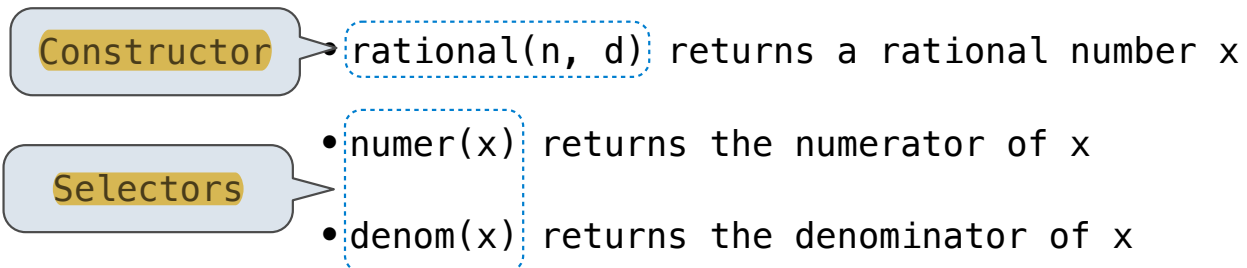 Constructor
• rational(n, d) returns a rational number x
• numer(x) returns the numerator of x
Selectors
• denom(x) returns the denominator of x